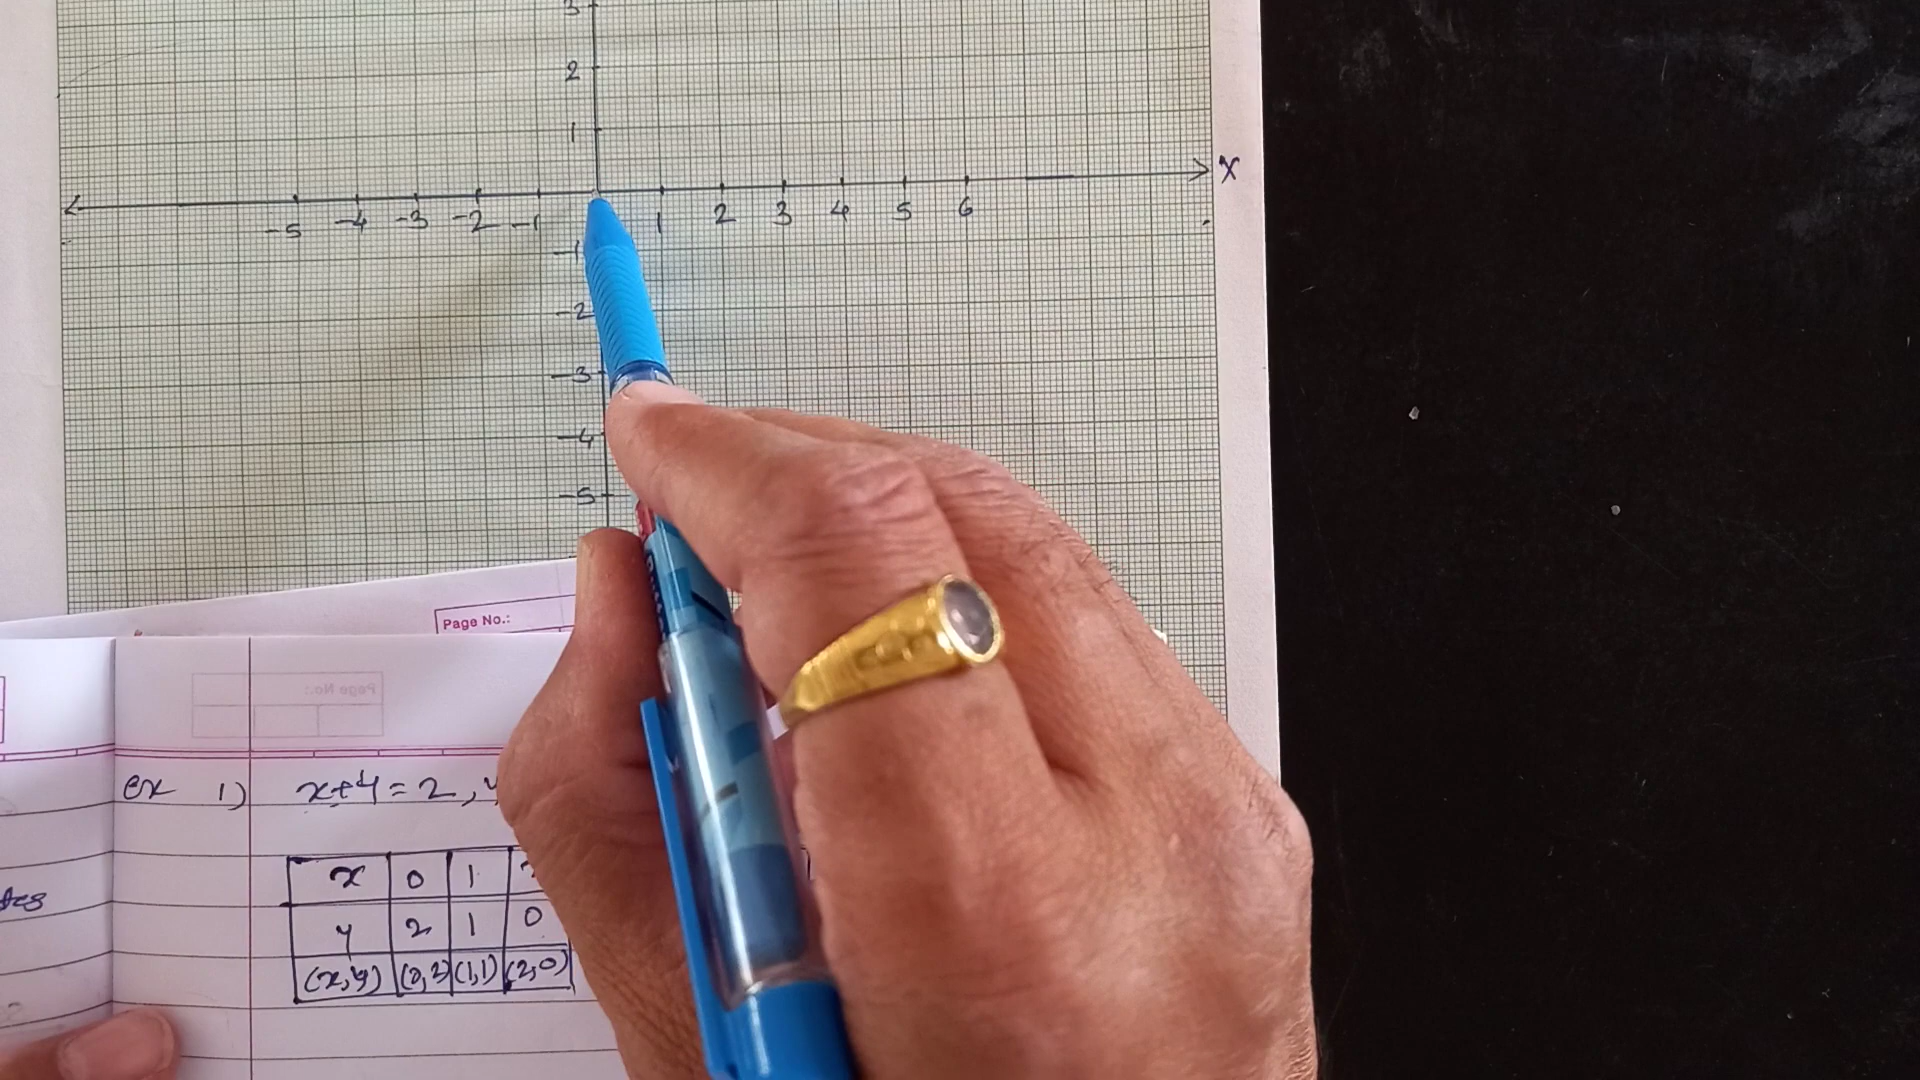 3
2
1
X
-5 -4 -3 -2 -1 1 2 3 4 5 6
-1
-2
-3
-4
-5
Page No.:
Page No.:
ex 1) x+y=2,
x 0 1
y 2 1 0
(x,y) (0,2) (1,1) (2,0)